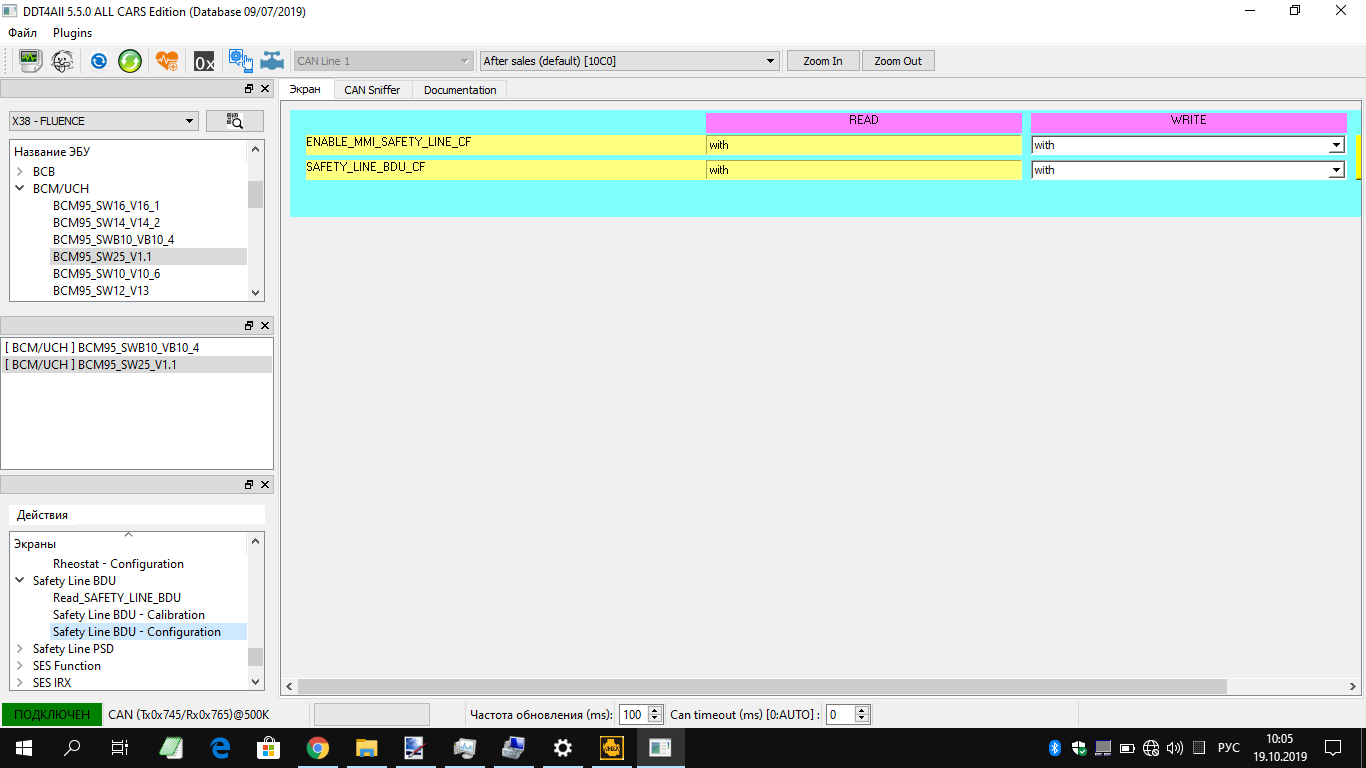 DDT4All 5.5.0 ALL CARS Edition (Database 09/07/2019)
Файл Plugins
0x CAN Line 1 After sales (default) [10C0] Zoom In Zoom Out
Экран CAN Sniffer Documentation
X38 - FLUENCE
Название ЭБУ
BCB
BCM/UCH
BCM95_SW16_V16_1
BCM95_SW14_V14_2
BCM95_SWB10_VB10_4
BCM95_SW25_V1.1
BCM95_SW10_V10_6
BCM95_SW12_V13
[ BCM/UCH ] BCM95_SWB10_VB10_4
[ BCM/UCH ] BCM95_SW25_V1.1
Действия
Экраны
Rheostat - Configuration
Safety Line BDU
Read_SAFETY_LINE_BDU
Safety Line BDU - Calibration
Safety Line BDU - Configuration
Safety Line PSD
SES Function
SES IRX
READ WRITE
ENABLE_MMI_SAFETY_LINE_CF with with
SAFETY_LINE_BDU_CF with with
ПОДКЛЮЧЕН CAN (Tx0x745/Rx0x765)@500K Частота обновления (ms): 100 Can timeout (ms) [0:AUTO] : 0
CHECK РУС 10:05
19.10.2019